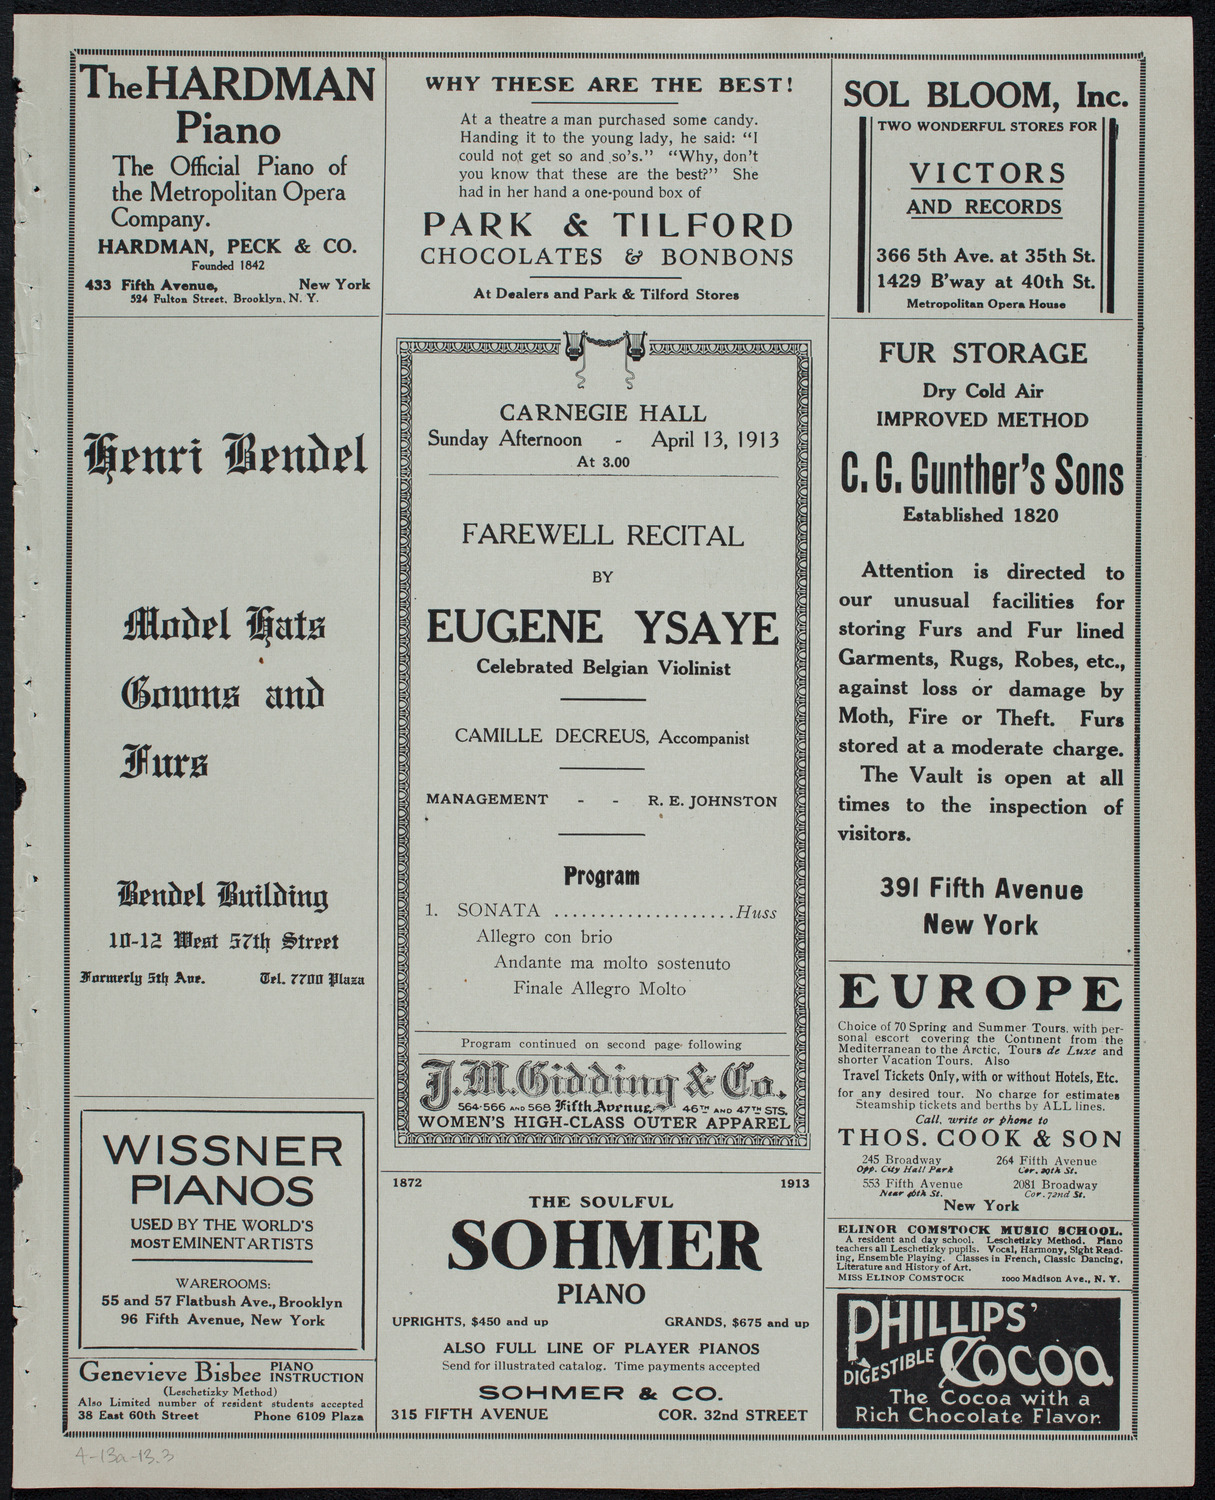 The HARDMAN
Piano
The Official Piano of
the Metropolitan Opera
Company.
HARDMAN, PECK & CO.
Founded 1842
433 Fifth Avenue, New York
524 Fulton Street, Brooklyn, N. Y.
Henri Bendel
Model Hats
Gowns and
Furs
Bendel Building
10-12 West 57th Street
Formerly 5th Ave. Tel. 7700 Plaza
WISSNER
PIANOS
USED BY THE WORLD'S
MOST EMINENT ARTISTS
WAREROOMS:
55 and 57 Flatbush Ave., Brooklyn
96 Fifth Avenue, New York
Genevieve Bisbee PIANO INSTRUCTION
(Leschetizky Method)
Also Limited number of resident students accepted
38 East 60th Street Phone 6109 Plaza
WHY THESE ARE THE BEST!
At a theatre a man purchased some candy.
Handing it to the young lady, he said: "I
could not get so and so's." "Why, don't
you know that these are the best?" She
had in her hand a one-pound box of
PARK & TILFORD
CHOCOLATES & BONBONS
At Dealers and Park & Tilford Stores
CARNEGIE HALL
Sunday Afternoon - April 13, 1913
At 3.00
FAREWELL RECITAL
BY
EUGENE YSAYE
Celebrated Belgian Violinist
CAMILLE DECREUS, Accompanist
MANAGEMENT - - R. E. JOHNSTON
Program
1. SONATA ....................Huss
Allegro con brio
Andante ma molto sostenuto
Finale Allegro Molto
Program continued on second page following
J. M. Gidding & Co.
564-566 AND 568 Fifth Avenue, 46TH AND 47TH STS.
WOMEN'S HIGH-CLASS OUTER APPAREL
1872 1913
THE SOULFUL
SOHMER
PIANO
UPRIGHTS, $450 and up GRANDS, $675 and up
ALSO FULL LINE OF PLAYER PIANOS
Send for illustrated catalog. Time payments accepted
SOHMER & CO.
315 FIFTH AVENUE COR. 32nd STREET
SOL BLOOM, Inc.
TWO WONDERFUL STORES FOR
VICTORS
AND RECORDS
366 5th Ave. at 35th St.
1429 B'way at 40th St.
Metropolitan Opera House
FUR STORAGE
Dry Cold Air
IMPROVED METHOD
C. G. Gunther's Sons
Established 1820
Attention is directed to
our unusual facilities for
storing Furs and Fur lined
Garments, Rugs, Robes, etc.,
against loss or damage by
Moth, Fire or Theft. Furs
stored at a moderate charge.
The Vault is open at all
times to the inspection of
visitors.
391 Fifth Avenue
New York
EUROPE
Choice of 70 Spring and Summer Tours, with per-
sonal escort covering the Continent from the
Mediterranean to the Arctic, Tours de Luxe and
shorter Vacation Tours. Also
Travel Tickets Only, with or without Hotels, Etc.
for any desired tour. No charge for estimates
Steamship tickets and berths by ALL lines.
Call, write or phone to
THOS. COOK & SON
245 Broadway 264 Fifth Avenue
Opp. City Hall Park Cor. 29th St.
553 Fifth Avenue 2081 Broadway
Near 46th St. Cor. 72nd St.
New York
ELINOR COMSTOCK MUSIC SCHOOL.
A resident and day school. Leschetizky Method. Piano
teachers all Leschetizky pupils. Vocal, Harmony, Sight Read-
ing, Ensemble Playing. Classes in French, Classic Dancing,
Literature and History of Art.
MISS ELINOR COMSTOCK 1000 Madison Ave., N. Y.
PHILLIPS'
DIGESTIBLE COCOA
The Cocoa with a
Rich Chocolate Flavor.
4-13a-13.3